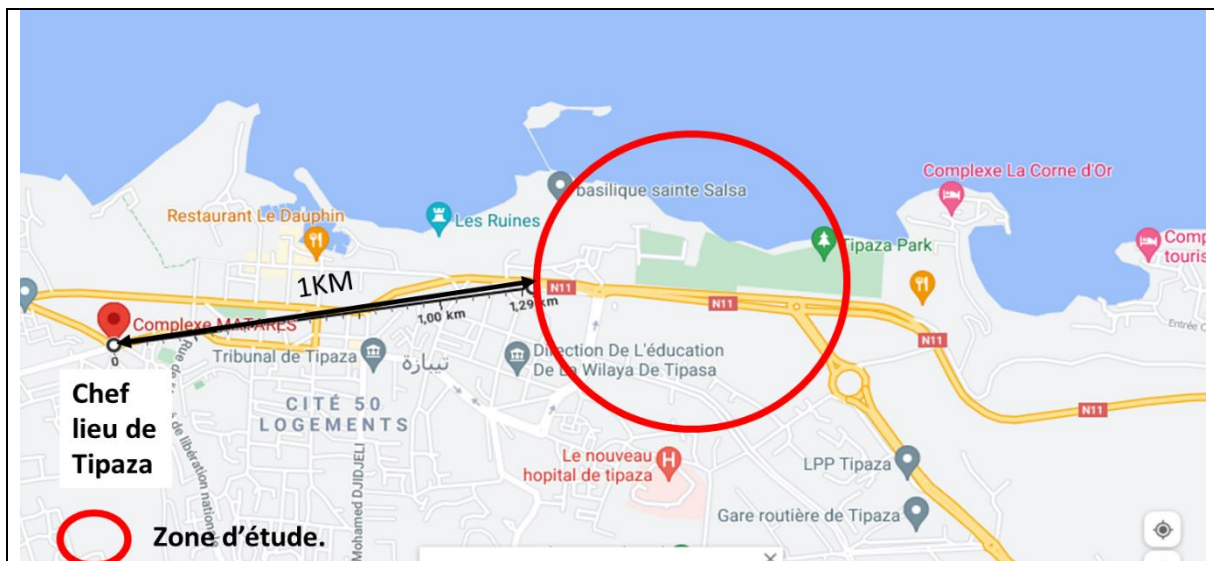 Complexe La Corne d'Or
basilique sainte Salsa
Restaurant Le Dauphin
Les Ruines
Tipaza Park
Comp
touris
1KM
N11
N11
N11
N11
1,00 km
1,29 km
Complexe MATARES
0
Tribunal de Tipaza
تيبازة
Direction De L'éducation
De La Wilaya De Tipasa
Chef
lieu de
Tipaza
CITÉ 50
LOGEMENTS
Mohamed DJIDJELI
de libération nationale
Le nouveau
hopital de tipaza
H
LPP Tipaza
Gare routière de Tipaza
Zone d'étude.